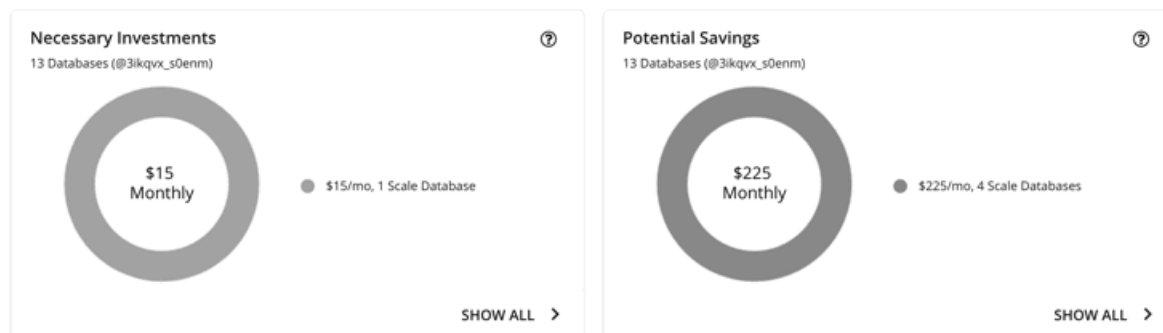 Necessary Investments
13 Databases (@3ikqvx_s0enm)
$15
Monthly
$15/mo, 1 Scale Database
SHOW ALL
Potential Savings
13 Databases (@3ikqvx_s0enm)
$225
Monthly
$225/mo, 4 Scale Databases
SHOW ALL